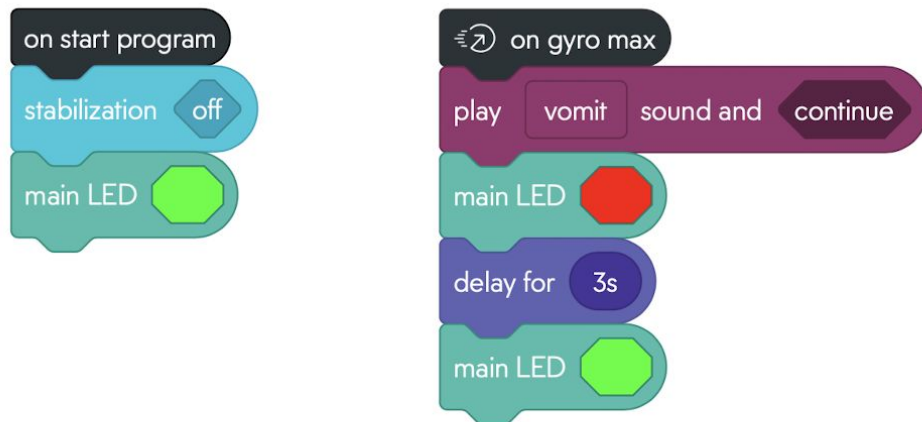 on start program
stabilization off
main LED
on gyro max
play vomit sound and continue
main LED
delay for 3s
main LED